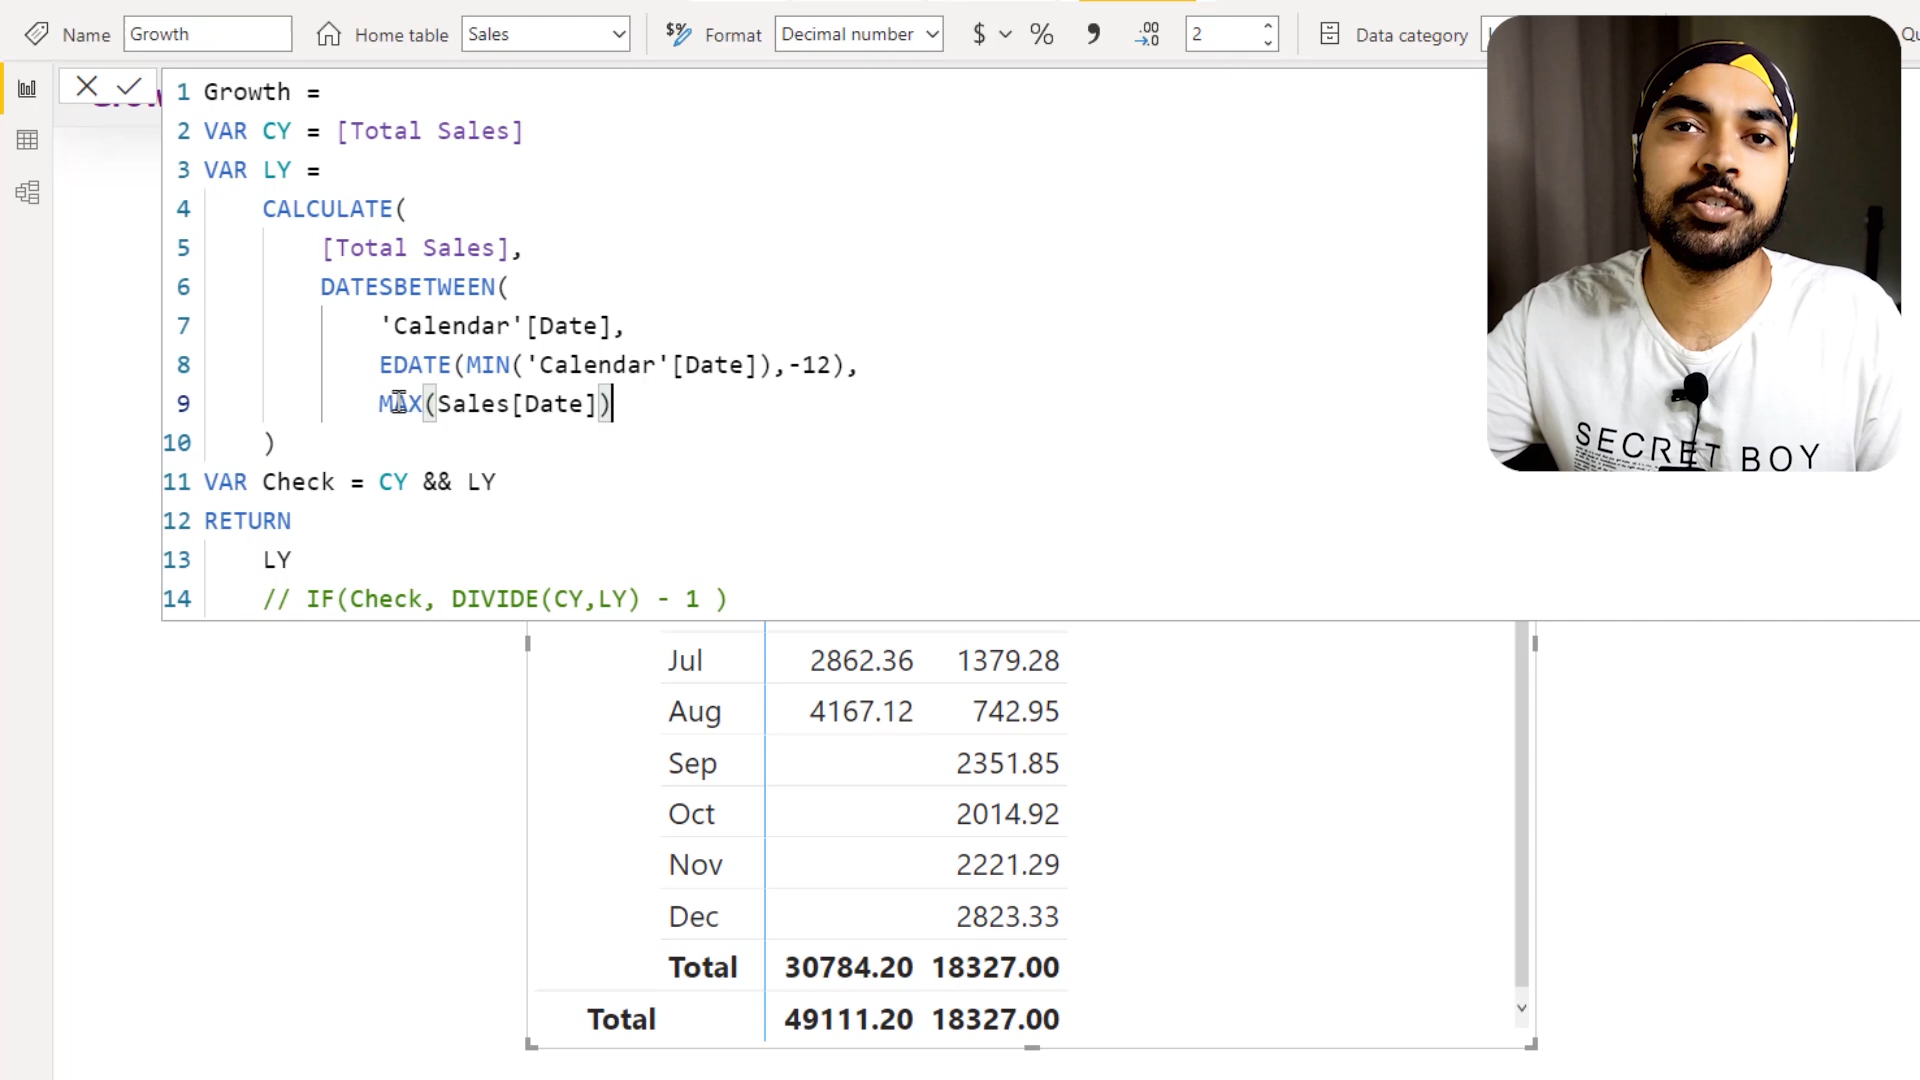 Name Growth Home table Sales Format Decimal number $ % 9 .00 →.0 2 Data category
1 Growth =
2 VAR CY = [Total Sales]
3 VAR LY =
4 CALCULATE(
5 [Total Sales],
6 DATESBETWEEN(
7 'Calendar'[Date],
8 EDATE(MIN('Calendar'[Date]),-12),
9 MAX(Sales[Date])
10 )
11 VAR Check = CY && LY
12 RETURN
13 LY
14 // IF(Check, DIVIDE(CY,LY) - 1 )
Jul 2862.36 1379.28
Aug 4167.12 742.95
Sep 2351.85
Oct 2014.92
Nov 2221.29
Dec 2823.33
Total 30784.20 18327.00
Total 49111.20 18327.00
SECRET BOY